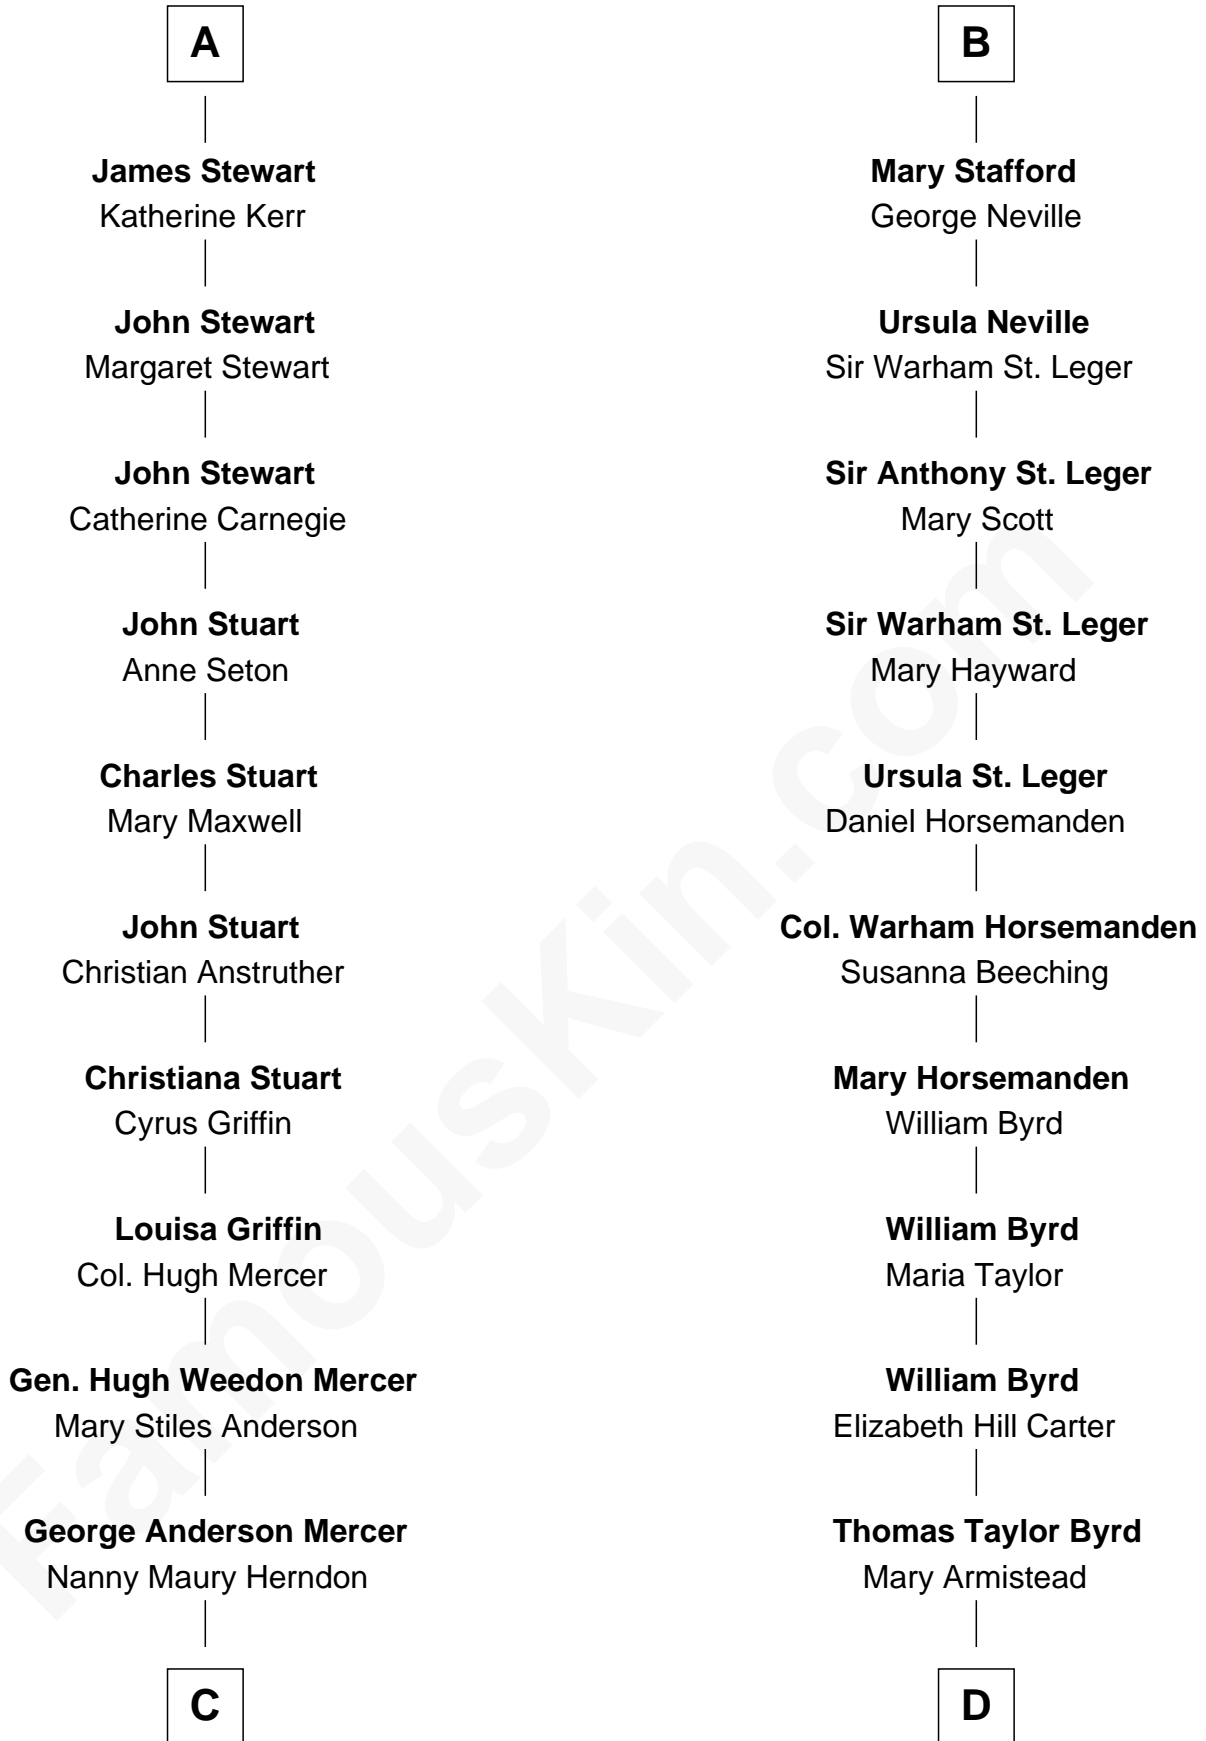 A
James Stewart
Katherine Kerr
John Stewart
Margaret Stewart
John Stewart
Catherine Carnegie
John Stuart
Anne Seton
Charles Stuart
Mary Maxwell
John Stuart
Christian Anstruther
Christiana Stuart
Cyrus Griffin
Louisa Griffin
Col. Hugh Mercer
Gen. Hugh Weedon Mercer
Mary Stiles Anderson
George Anderson Mercer
Nanny Maury Herndon
C
B
Mary Stafford
George Neville
Ursula Neville
Sir Warham St. Leger
Sir Anthony St. Leger
Mary Scott
Sir Warham St. Leger
Mary Hayward
Ursula St. Leger
Daniel Horsemanden
Col. Warham Horsemanden
Susanna Beeching
Mary Horsemanden
William Byrd
William Byrd
Maria Taylor
William Byrd
Elizabeth Hill Carter
Thomas Taylor Byrd
Mary Armistead
D
FamousKin.com